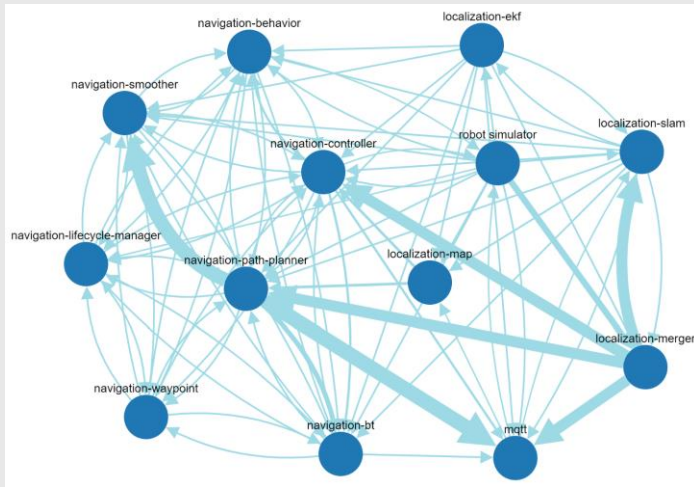 navigation-behavior
localization-ekf
navigation-smoother
localization-slam
navigation-controller
robot simulator
navigation-lifecycle-manager
navigation-path-planner
localization-map
localization-merger
navigation-waypoint
navigation-bt
mqtt